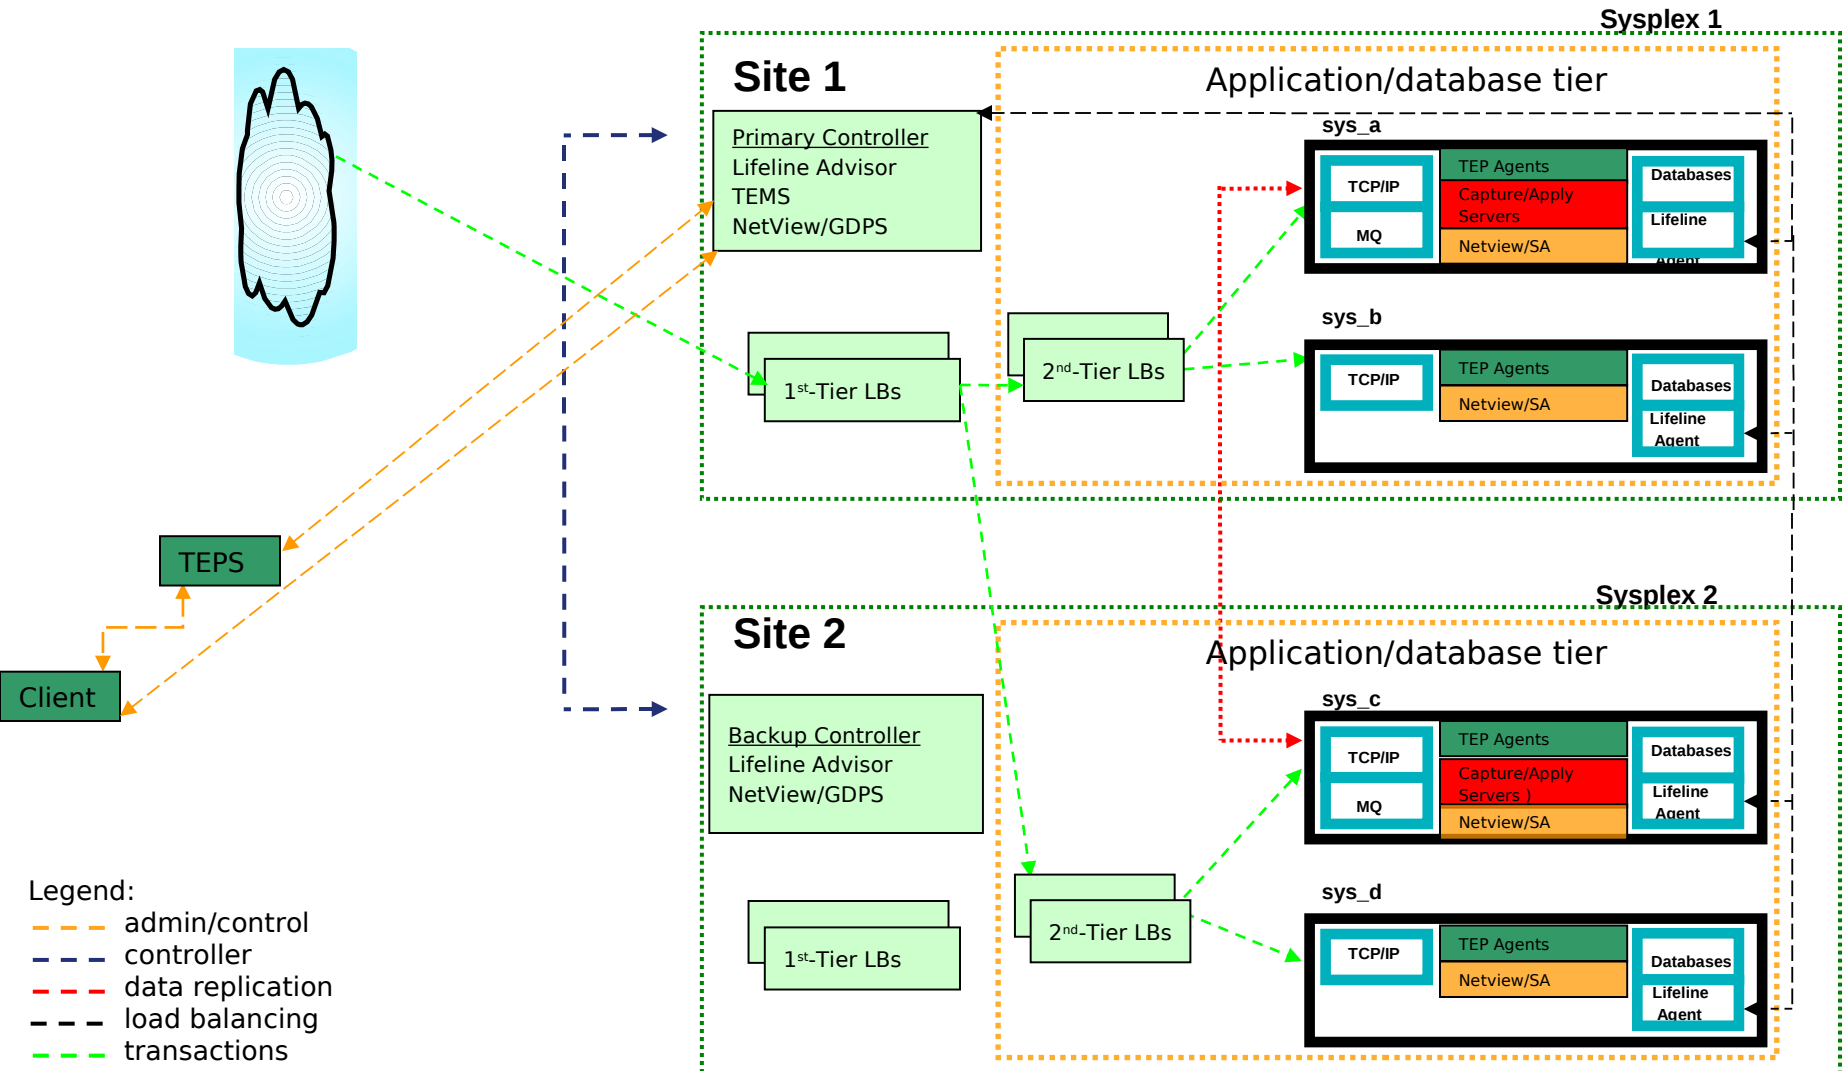 Sysplex 1
Site 1
Application/database tier
Primary Controller
Lifeline Advisor
TEMS
NetView/GDPS
sys_a
TCP/IP
MQ
TEP Agents
Capture/Apply
Servers
Netview/SA
Databases
Lifeline
Agent
1st-Tier LBs
2nd-Tier LBs
sys_b
TCP/IP
TEP Agents
Netview/SA
Databases
Lifeline
Agent
TEPS
Client
Sysplex 2
Site 2
Application/database tier
Backup Controller
Lifeline Advisor
NetView/GDPS
sys_c
TCP/IP
MQ
TEP Agents
Capture/Apply
Servers )
Netview/SA
Databases
Lifeline
Agent
1st-Tier LBs
2nd-Tier LBs
sys_d
TCP/IP
TEP Agents
Netview/SA
Databases
Lifeline
Agent
Legend:
admin/control
controller
data replication
load balancing
transactions